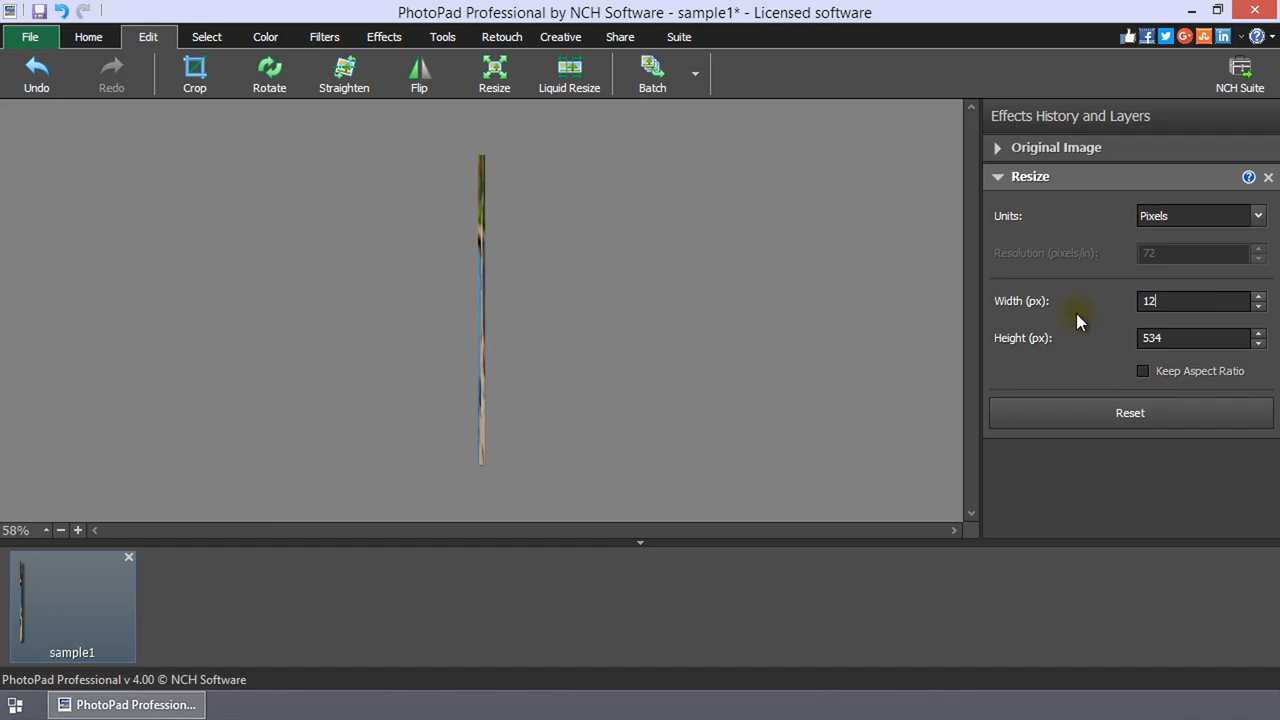 PhotoPad Professional by NCH Software - sample1* - Licensed software
File Home Edit Select Color Filters Effects Tools Retouch Creative Share Suite
Undo Redo Crop Rotate Straighten Flip Resize Liquid Resize Batch NCH Suite
Effects History and Layers
Original Image
Resize
Units: Pixels
Resolution (pixels/in): 72
Width (px): 12
Height (px): 534
Keep Aspect Ratio
Reset
58%
sample1
PhotoPad Professional v 4.00 © NCH Software
PhotoPad Profession...